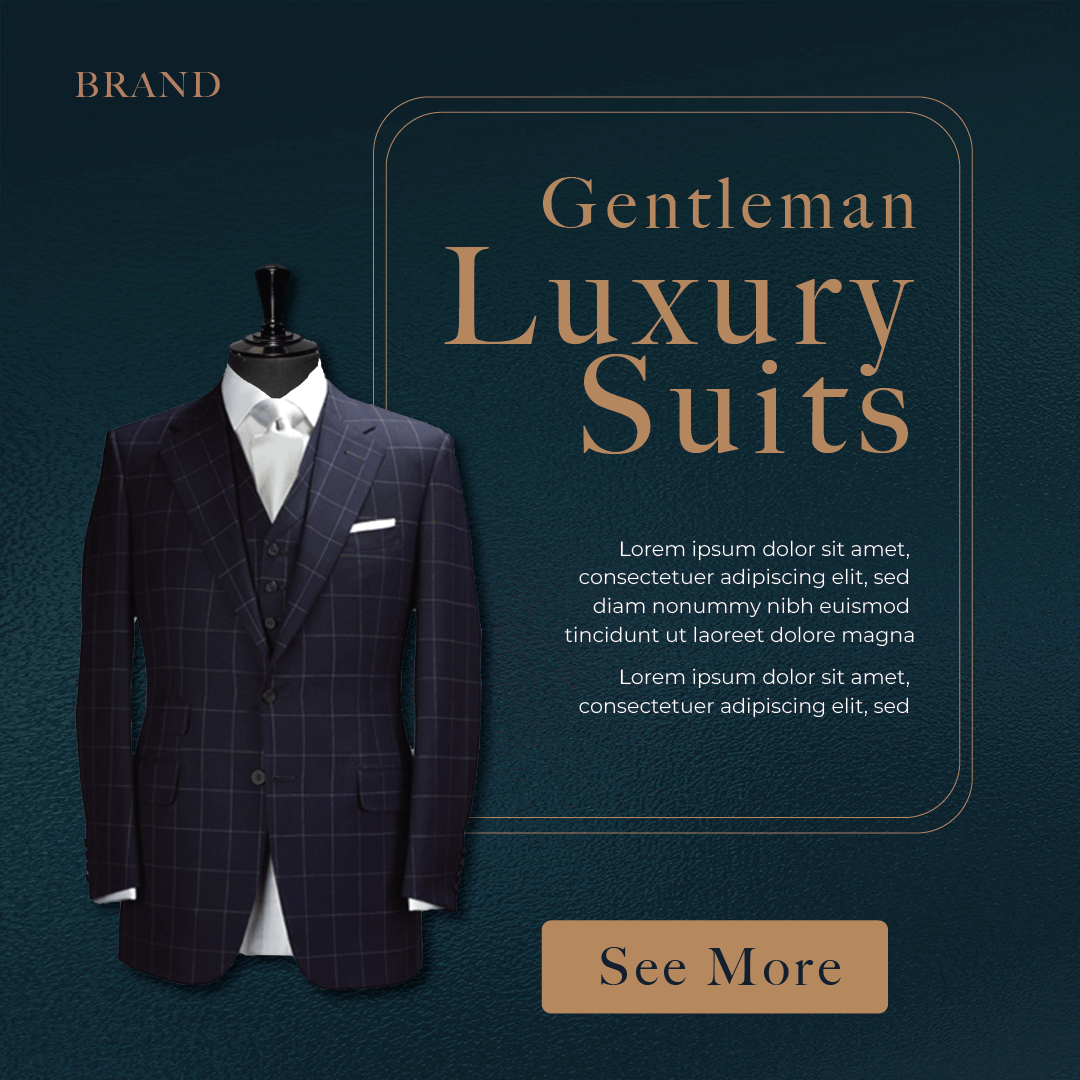 BRAND
Gentleman
Luxury
Suits
Lorem ipsum dolor sit amet,
consectetuer adipiscing elit, sed
diam nonummy nibh euismod
tincidunt ut laoreet dolore magna
Lorem ipsum dolor sit amet,
consectetuer adipiscing elit, sed
See More